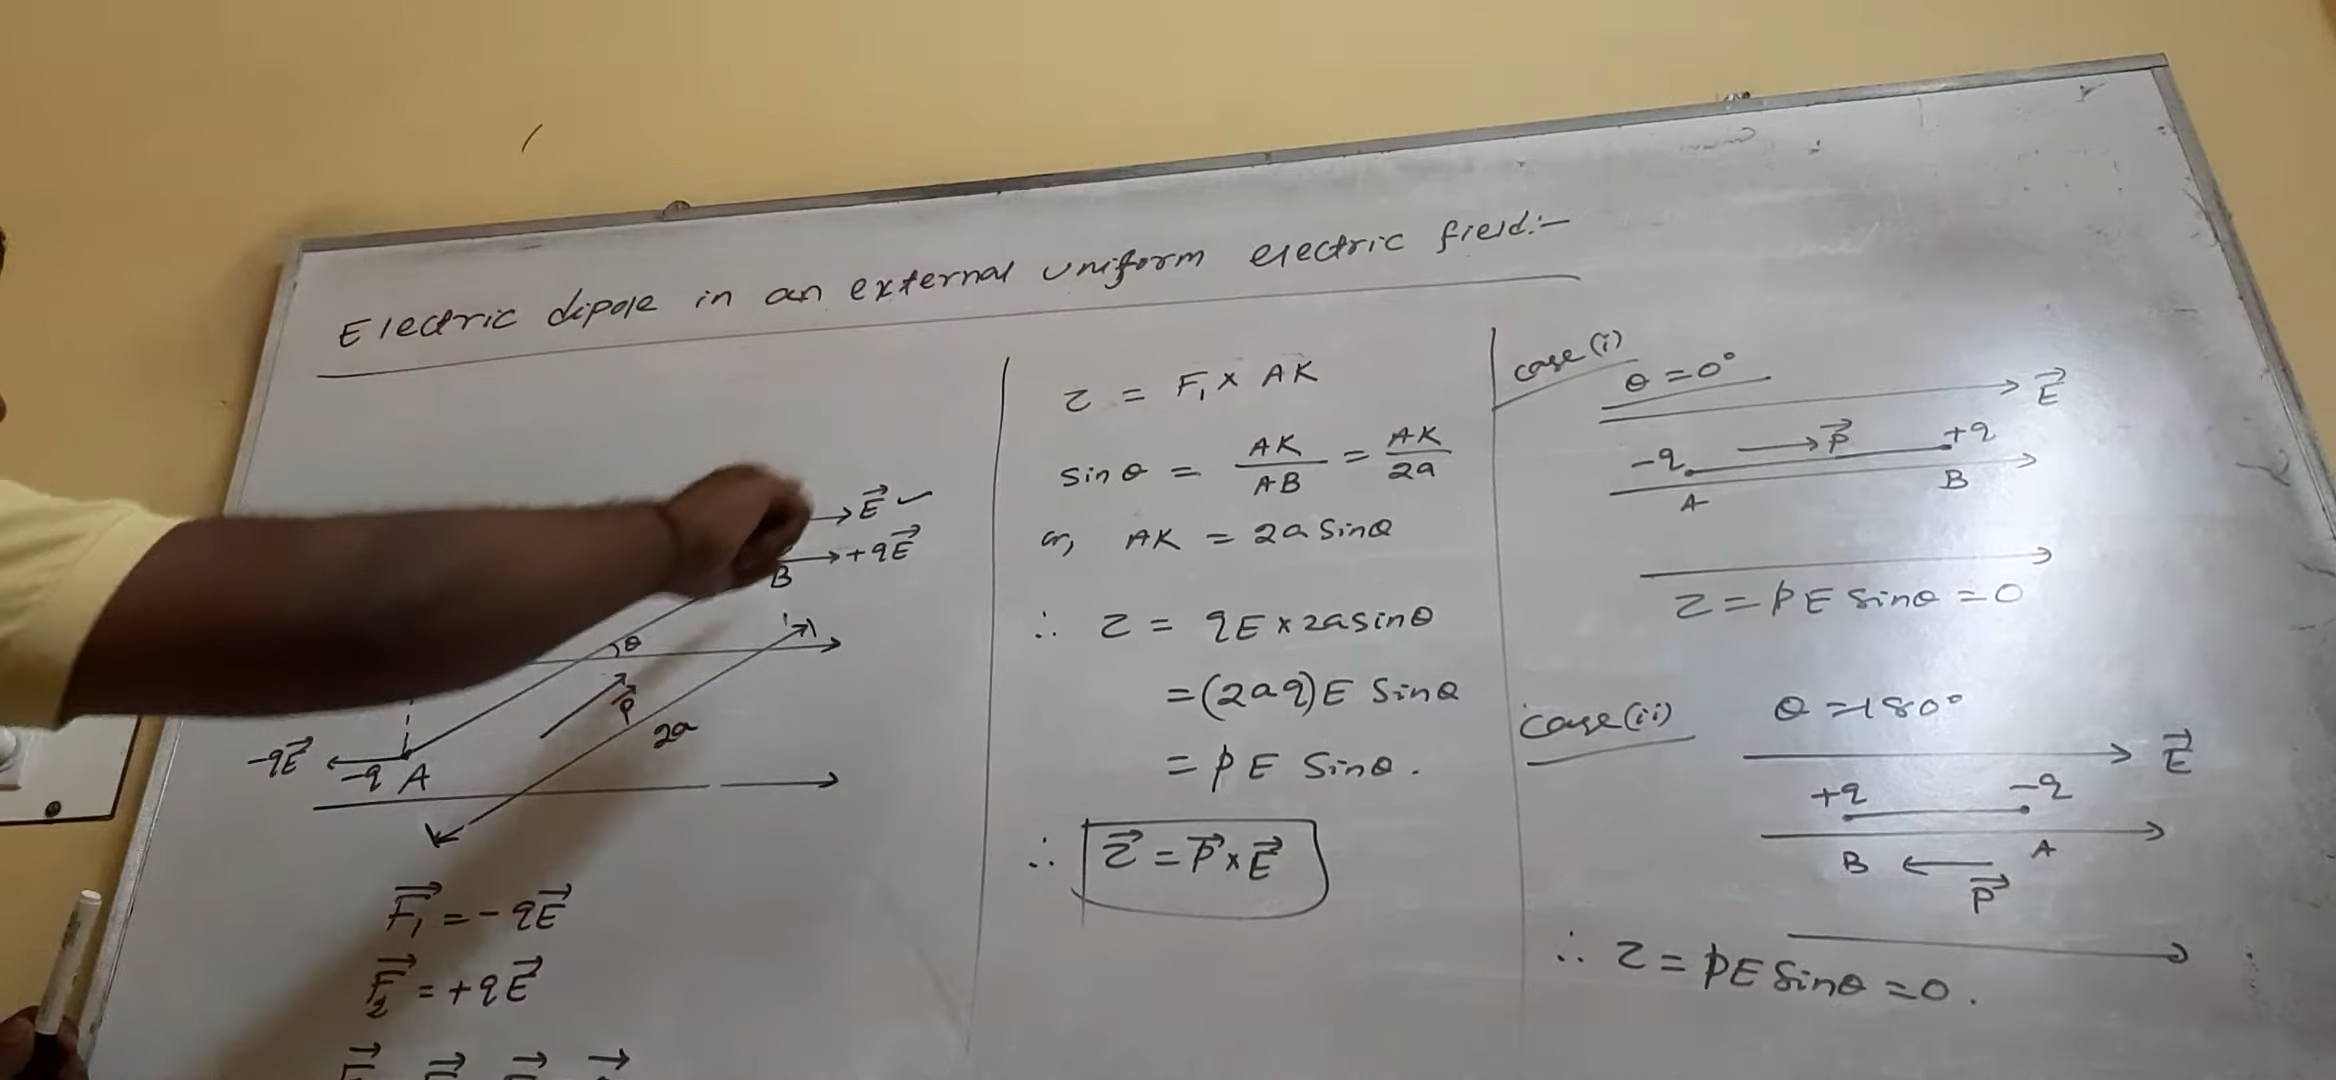 Electric dipole in an external uniform electric field:-
E⃗ ✓
+qE⃗
B
θ
P⃗
2a
-qE⃗
-q A
F⃗₁ = -qE⃗
F⃗₂ = +qE⃗
τ = F₁ × AK
sinθ = AK/AB = AK/2a
or, AK = 2a sinθ
∴ τ = qE × 2a sinθ
= (2aq)E sinθ
= pE sinθ.
∴ τ⃗ = P⃗ × E⃗
case(i)
θ = 0°
E⃗
-q P⃗ +q
A B
τ = pE sinθ = 0
case(ii) θ = 180°
E⃗
+q -q
B A
P⃗
∴ τ = pE sinθ = 0.